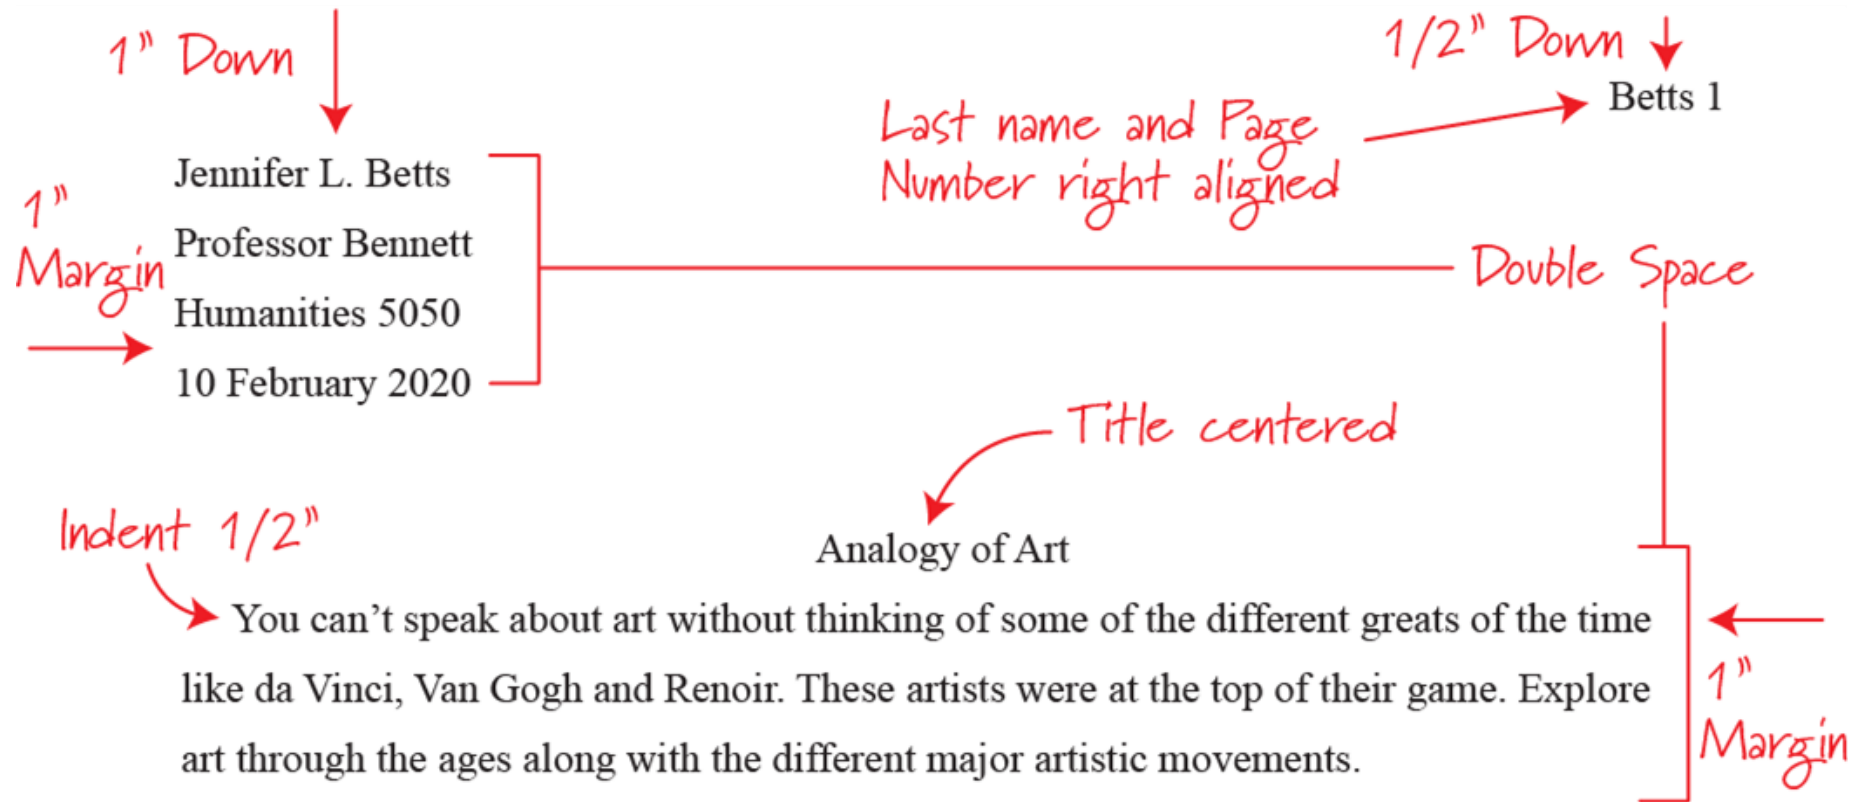 1” Down
1/2” Down
Betts 1
Last name and Page
Number right aligned
Jennifer L. Betts
1”
Margin
Professor Bennett
Double Space
Humanities 5050
10 February 2020
Title centered
Indent 1/2”
Analogy of Art
You can’t speak about art without thinking of some of the different greats of the time
like da Vinci, Van Gogh and Renoir. These artists were at the top of their game. Explore
art through the ages along with the different major artistic movements.
1”
Margin